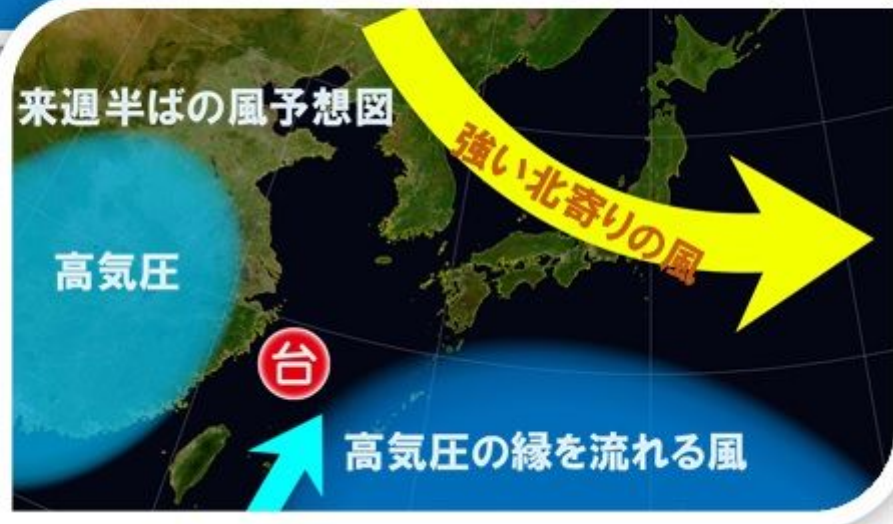 来週半ばの風予想図
強い北寄りの風
高気圧
台
高気圧の縁を流れる風